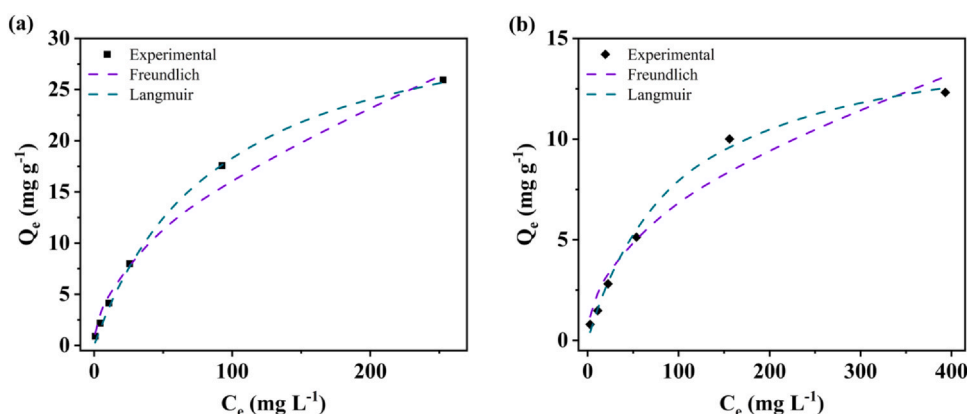 (a)
Experimental
Freundlich
Langmuir
30
25
20
15
10
5
0
0
100
200
Qe (mg g-1)
Ce (mg L-1)
(b)
Experimental
Freundlich
Langmuir
15
10
5
0
0
100
200
300
400
Qe (mg g-1)
Ce (mg L-1)